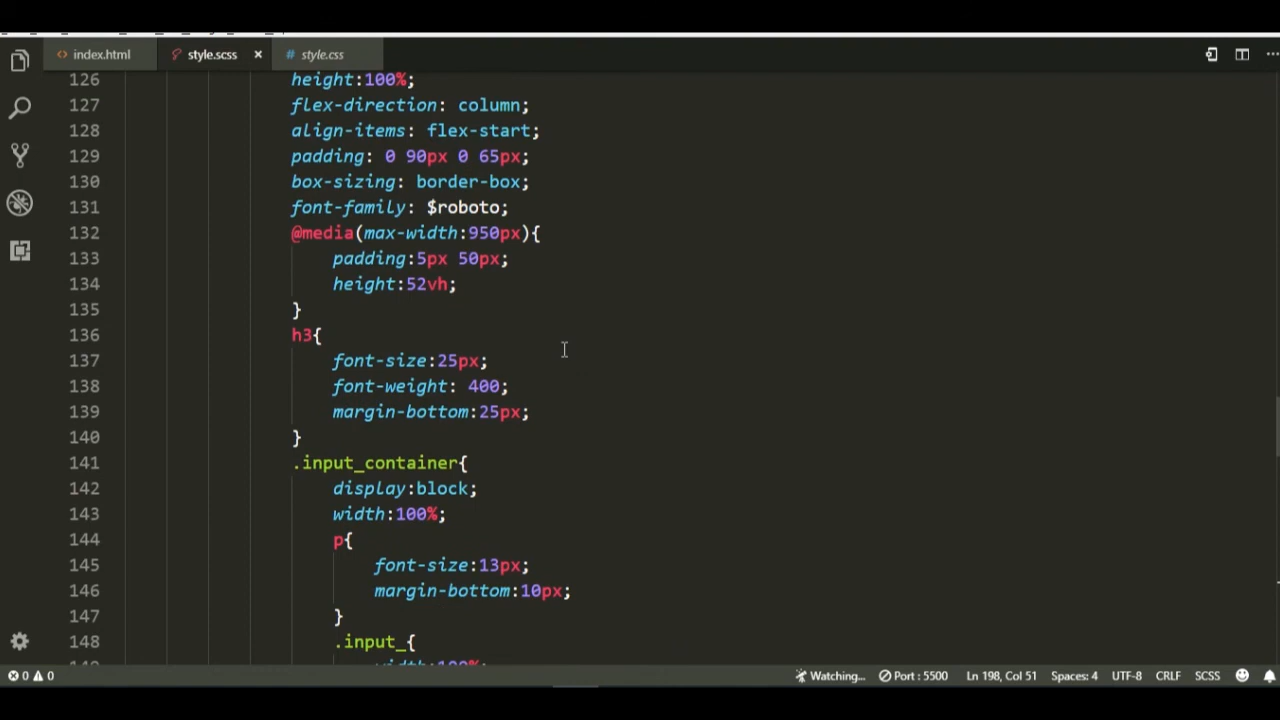 index.html style.scss style.css
126 height:100%;
127 flex-direction: column;
128 align-items: flex-start;
129 padding: 0 90px 0 65px;
130 box-sizing: border-box;
131 font-family: $roboto;
132 @media(max-width:950px){
133 padding:5px 50px;
134 height:52vh;
135 }
136 h3{
137 font-size:25px;
138 font-weight: 400;
139 margin-bottom:25px;
140 }
141 .input_container{
142 display:block;
143 width:100%;
144 p{
145 font-size:13px;
146 margin-bottom:10px;
147 }
148 .input_{
width:100%;
0 0 Watching... Port : 5500 Ln 198, Col 51 Spaces: 4 UTF-8 CRLF SCSS